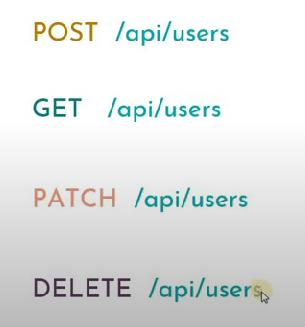 POST /api/users
GET /api/users
PATCH /api/users
DELETE /api/users